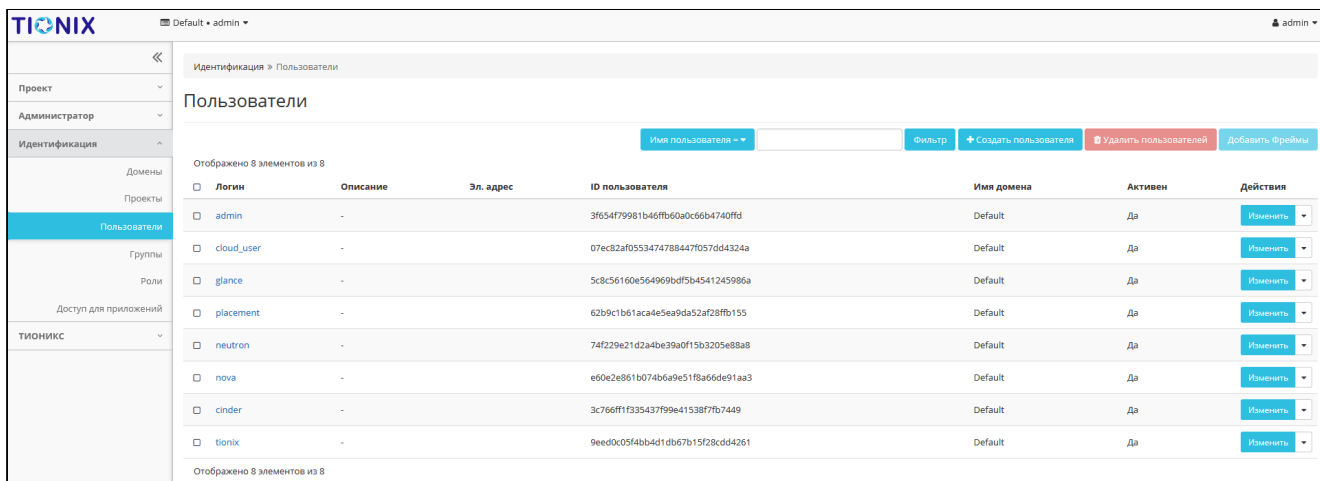 TIONIX
Default • admin
admin
Идентификация » Пользователи
Проект
Администратор
Идентификация
Домены
Проекты
Пользователи
Группы
Роли
Доступ для приложений
ТИОНИКС
Пользователи
Имя пользователя = Фильтр Создать пользователя Удалить пользователей Добавить Фреймы
Отображено 8 элементов из 8
Логин Описание Эл. адрес ID пользователя Имя домена Активен Действия
admin - 3f654f79981b46ffb60a0c66b4740ffd Default Да Изменить
cloud_user - 07ec82af0553474788447f057dd4324a Default Да Изменить
glance - 5c8c56160e564969bdf5b4541245986a Default Да Изменить
placement - 62b9c1b61aca4e5ea9da52af28ffb155 Default Да Изменить
neutron - 74f229e21d2a4be39a0f15b3205e88a8 Default Да Изменить
nova - e60e2e861b074b6a9e51f8a66de91aa3 Default Да Изменить
cinder - 3c766ff1f335437f99e41538f7fb7449 Default Да Изменить
tionix - 9eed0c05f4bb4d1db67b15f28cdd4261 Default Да Изменить
Отображено 8 элементов из 8